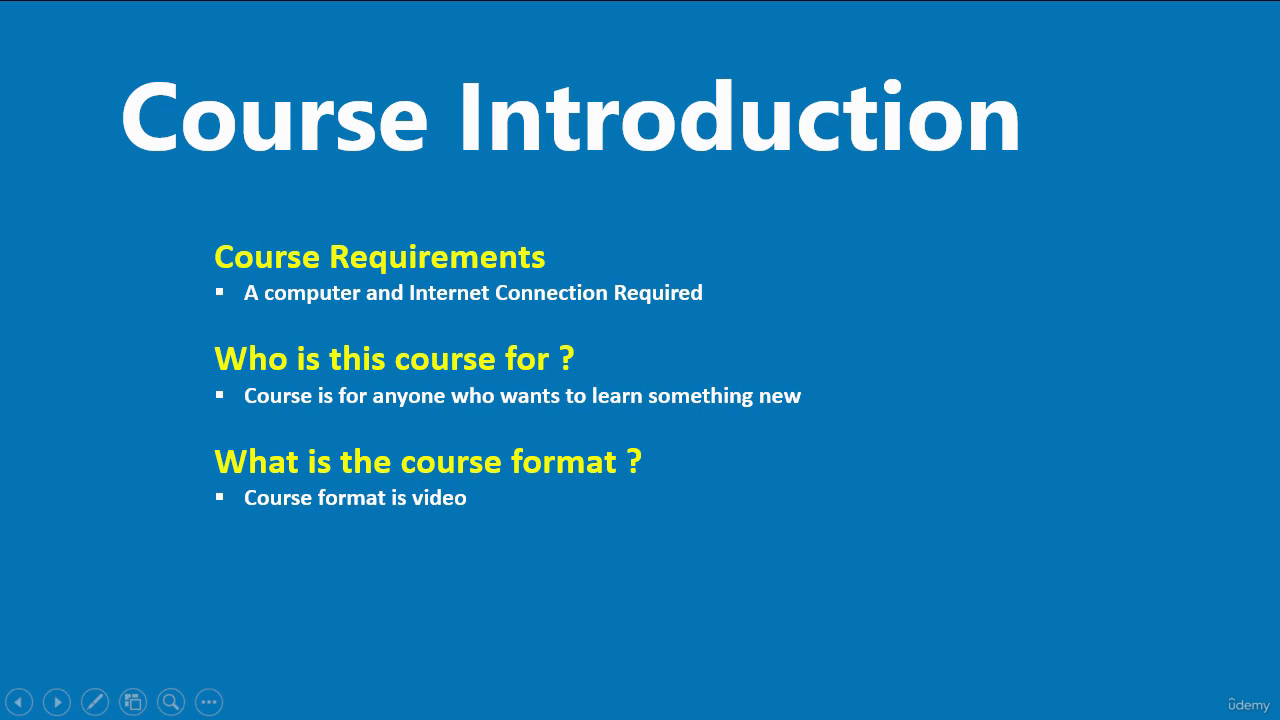 Course Introduction
Course Requirements
▪ A computer and Internet Connection Required
Who is this course for ?
▪ Course is for anyone who wants to learn something new
What is the course format ?
▪ Course format is video
ûdemy